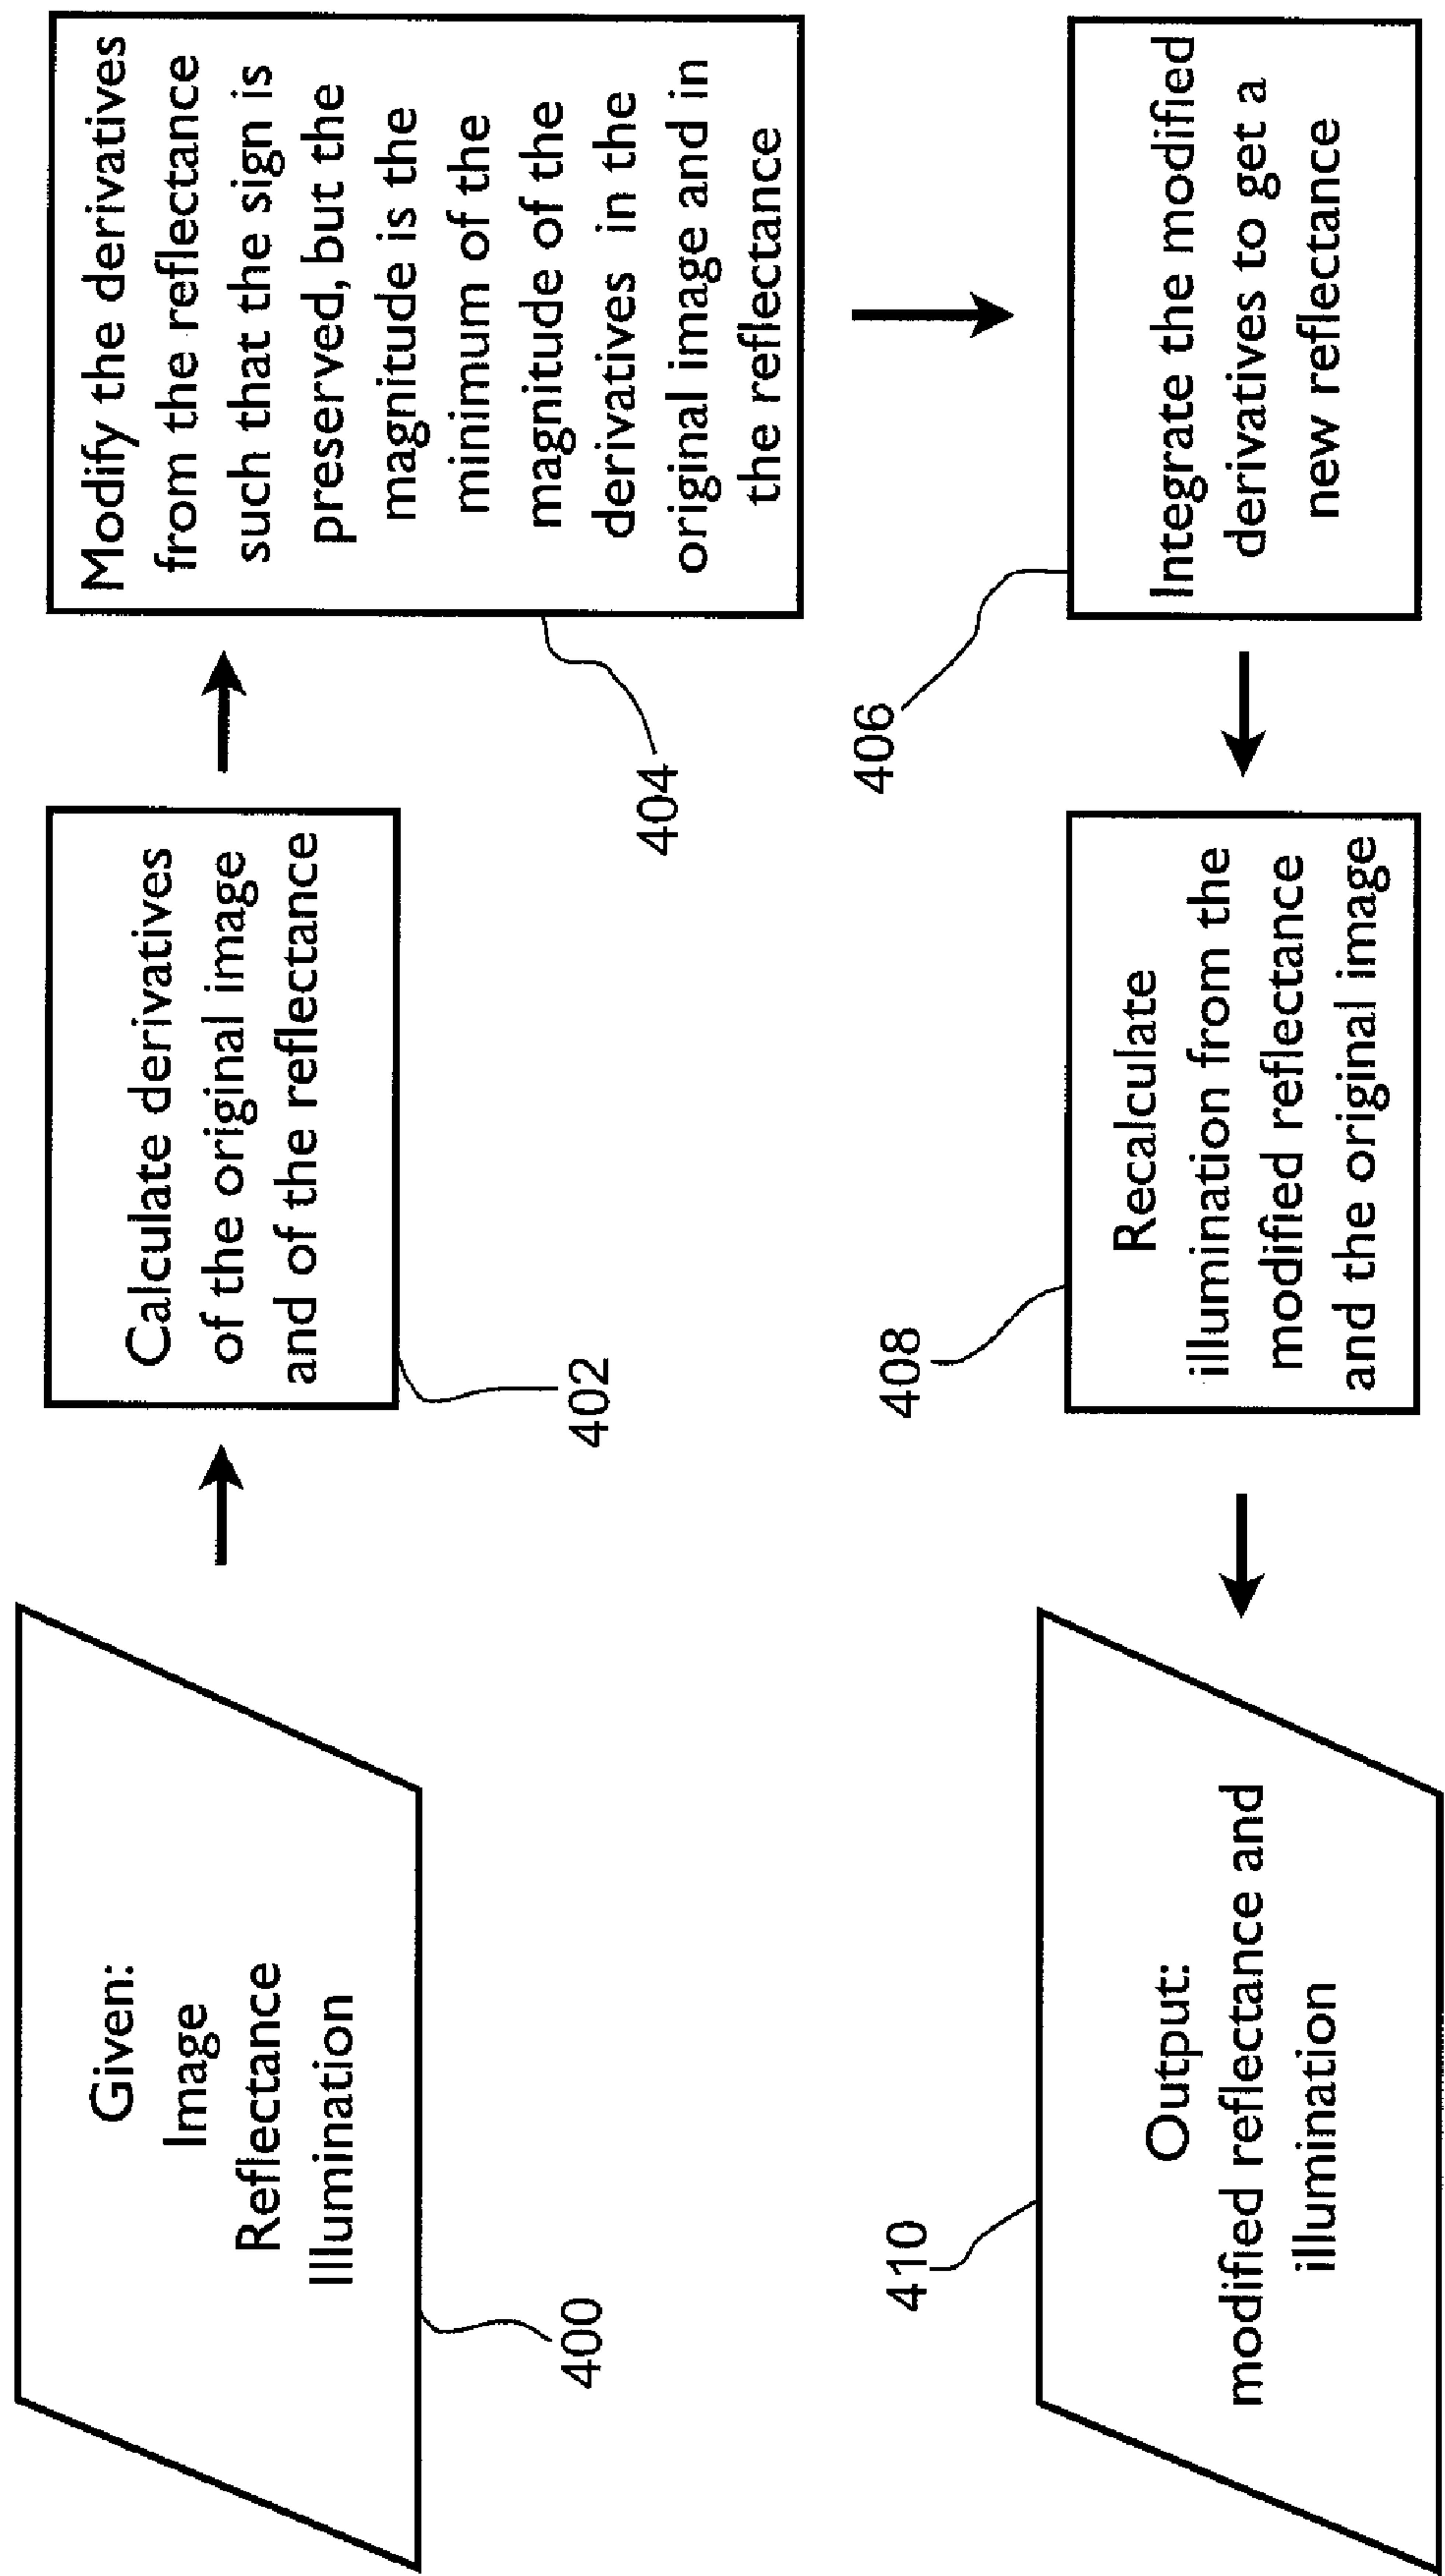 Given:
Image
Reflectance
Illumination
400
Calculate derivatives
of the original image
and of the reflectance
402
Modify the derivatives
from the reflectance
such that the sign is
preserved, but the
magnitude is the
minimum of the
magnitude of the
derivatives in the
original image and in
the reflectance
404
Integrate the modified
derivatives to get a
new reflectance
406
Recalculate
illumination from the
modified reflectance
and the original image
408
Output:
modified reflectance and
illumination
410